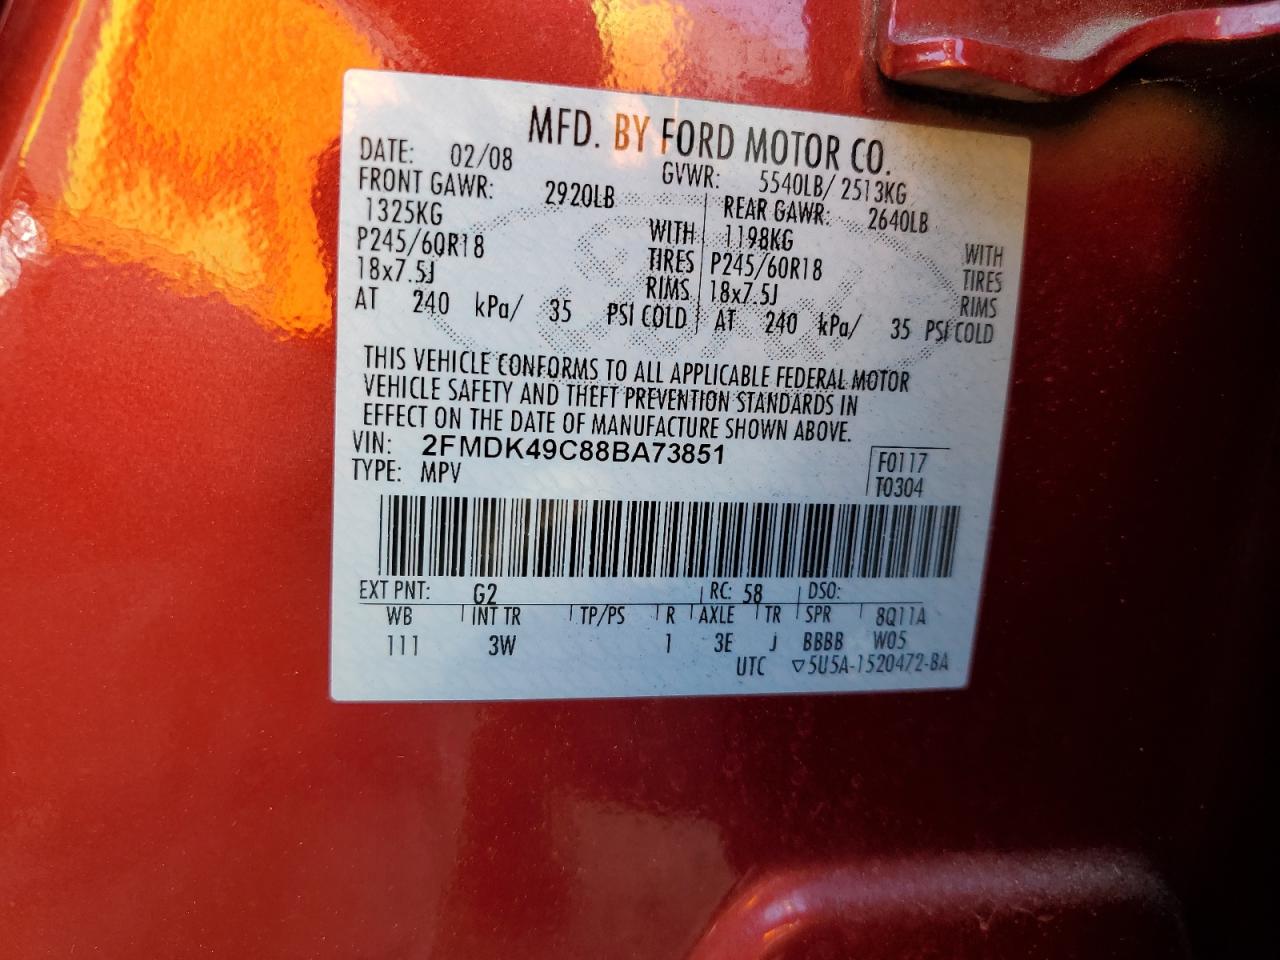 MFD. BY FORD MOTOR CO.
DATE: 02/08 GVWR: 5540LB/ 2513KG
FRONT GAWR: 2920LB REAR GAWR: 2640LB
1325KG WITH 1198KG WITH
P245/60R18 TIRES P245/60R18 TIRES
18x7.5J RIMS 18x7.5J RIMS
AT 240 kPa/ 35 PSI COLD AT 240 kPa/ 35 PSI COLD
THIS VEHICLE CONFORMS TO ALL APPLICABLE FEDERAL MOTOR
VEHICLE SAFETY AND THEFT PREVENTION STANDARDS IN
EFFECT ON THE DATE OF MANUFACTURE SHOWN ABOVE.
VIN: 2FMDK49C88BA73851 F0117
TYPE: MPV T0304
EXT PNT: G2 RC: 58 DSO:
WB INT TR TP/PS R AXLE TR SPR 8Q11A
111 3W 1 3E J BBBB W05
UTC ▽5U5A-1520472-BA